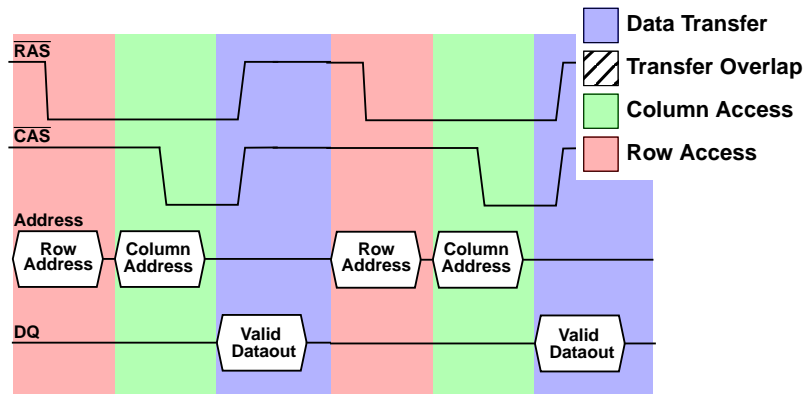 Data Transfer
Transfer Overlap
Column Access
Row Access
RAS
CAS
Address
Row
Address
Column
Address
Row
Address
Column
Address
DQ
Valid
Dataout
Valid
Dataout